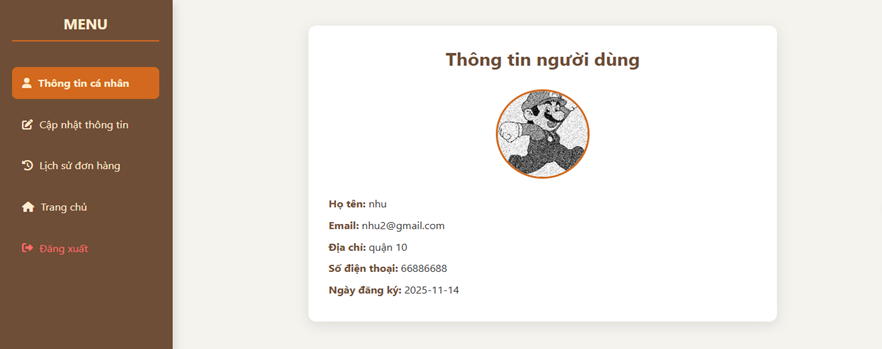 MENU
Thông tin cá nhân
Cập nhật thông tin
Lịch sử đơn hàng
Trang chủ
Đăng xuất
Thông tin người dùng
Họ tên: nhu
Email: nhu2@gmail.com
Địa chỉ: quận 10
Số điện thoại: 66886688
Ngày đăng ký: 2025-11-14